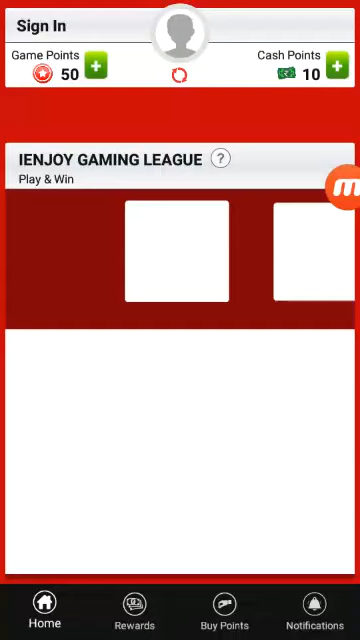 Sign In
Game Points
50
Cash Points
10
IENJOY GAMING LEAGUE ?
Play & Win
Home
Rewards
Buy Points
Notifications